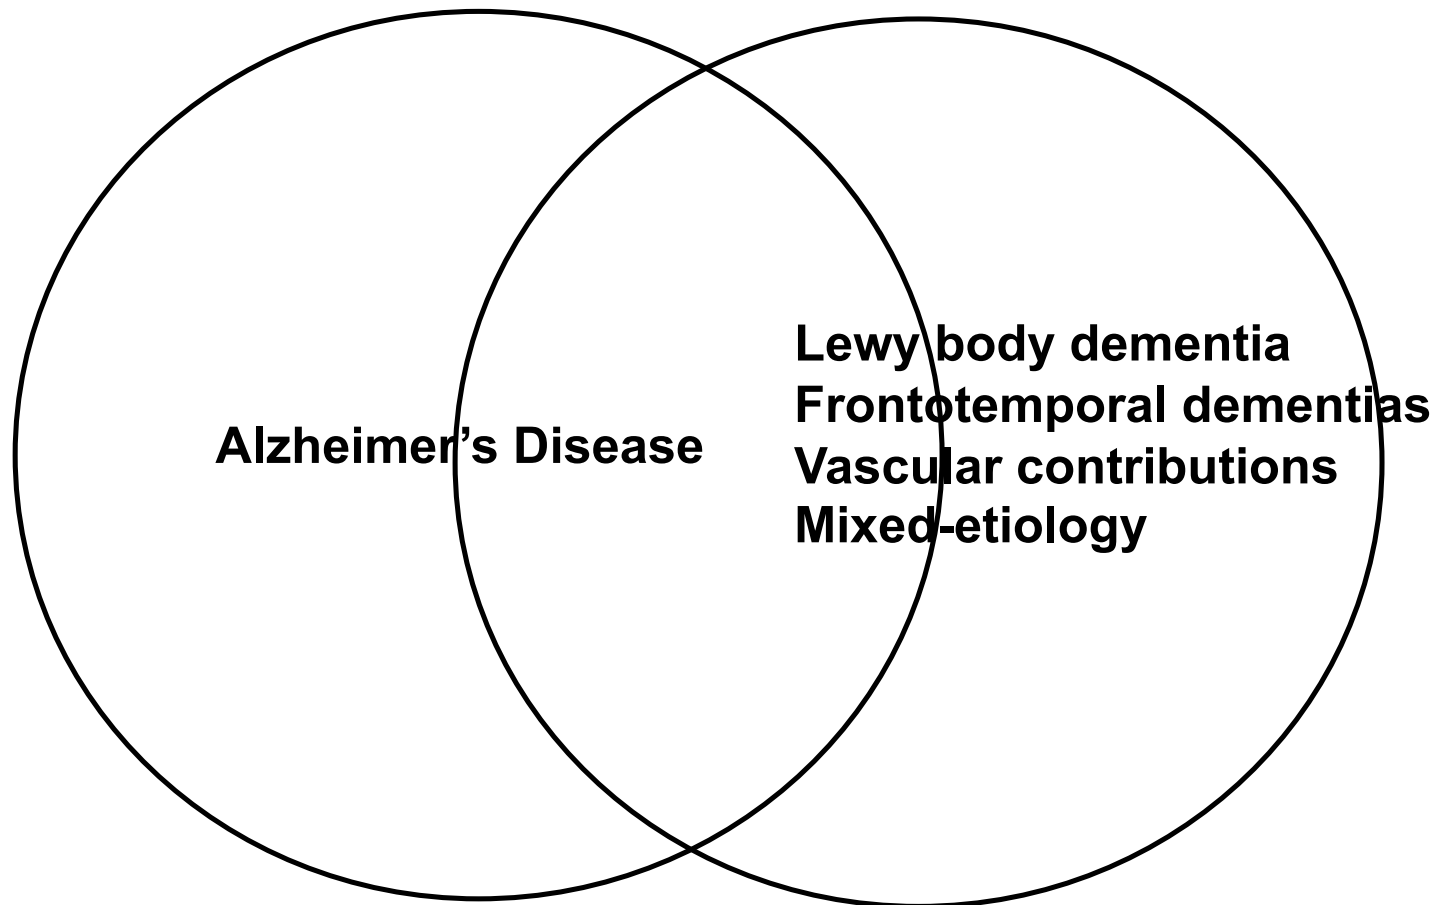 Alzheimer’s Disease
Lewy body dementia
Frontotemporal dementias
Vascular contributions
Mixed-etiology